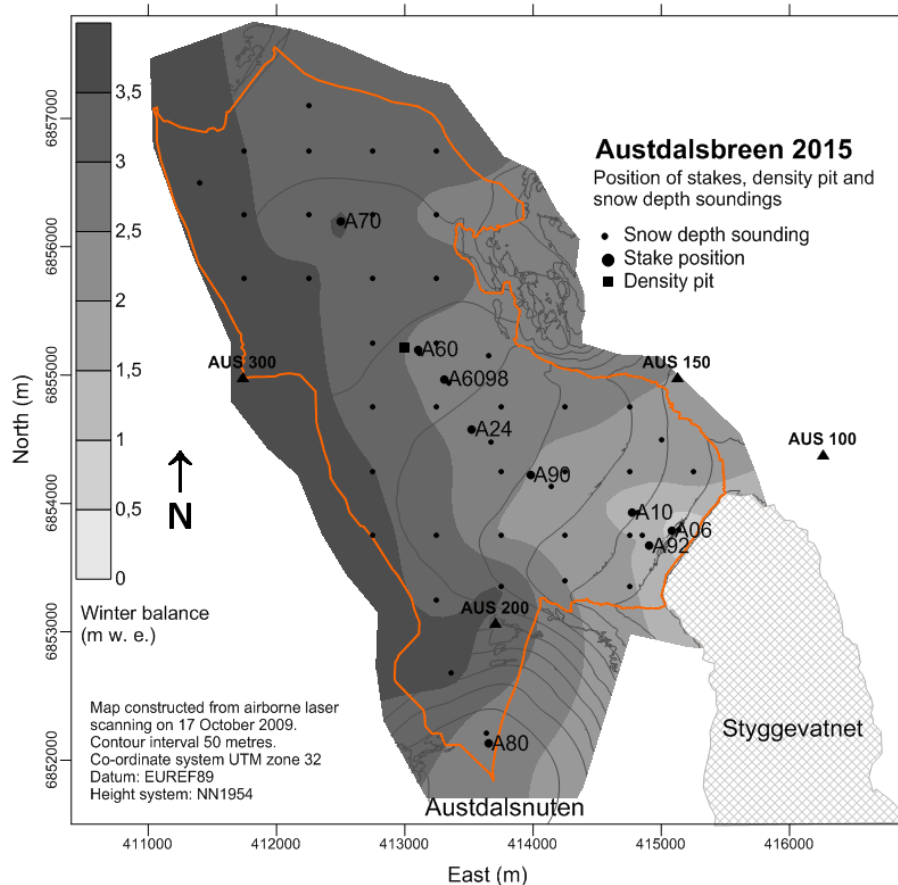 Austdalsbreen 2015
Position of stakes, density pit and
snow depth soundings
Snow depth sounding
Stake position
Density pit
3,5
3
2,5
2
1,5
1
0,5
0
Winter balance
(m w. e.)
A70
AUS 300
A60
A6098
A24
A90
A10
A06
A92
AUS 150
AUS 100
AUS 200
A80
N
Styggevatnet
Austdalsnuten
Map constructed from airborne laser
scanning on 17 October 2009.
Contour interval 50 metres.
Co-ordinate system UTM zone 32
Datum: EUREF89
Height system: NN1954
North (m)
6857000
6856000
6855000
6854000
6853000
6852000
411000 412000 413000 414000 415000 416000
East (m)